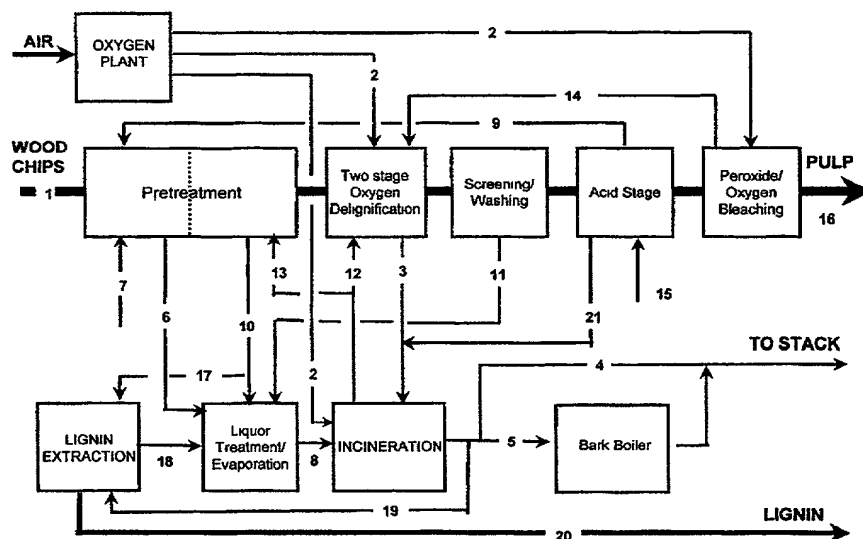 AIR
OXYGEN
PLANT
2
2
14
9
WOOD
CHIPS
1
Pretreatment
Two stage
Oxygen
Delignification
Screening/
Washing
Acid Stage
Peroxide/
Oxygen
Bleaching
PULP
16
7
6
10
13
12
3
11
21
15
17
2
4
TO STACK
LIGNIN
EXTRACTION
18
Liquor
Treatment/
Evaporation
8
INCINERATION
5
Bark Boiler
19
20
LIGNIN